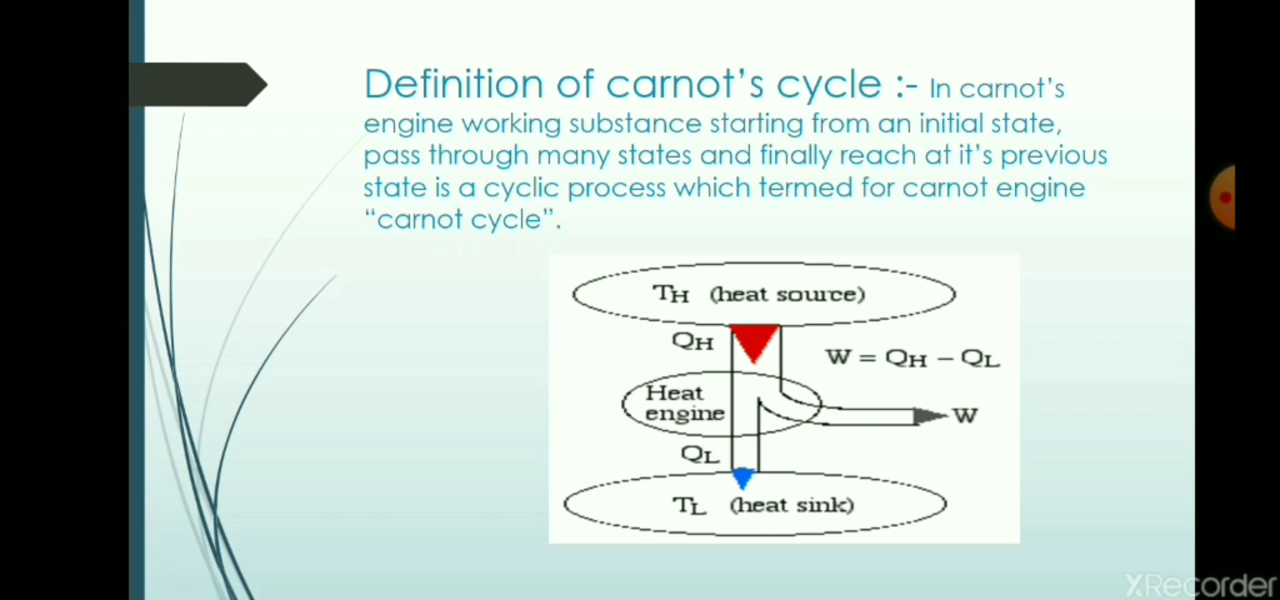 Definition of carnot's cycle :- In carnot's
engine working substance starting from an initial state,
pass through many states and finally reach at it's previous
state is a cyclic process which termed for carnot engine
“carnot cycle”.
TH (heat source)
QH
W = QH − QL
Heat
engine
W
QL
TL (heat sink)
XRecorder